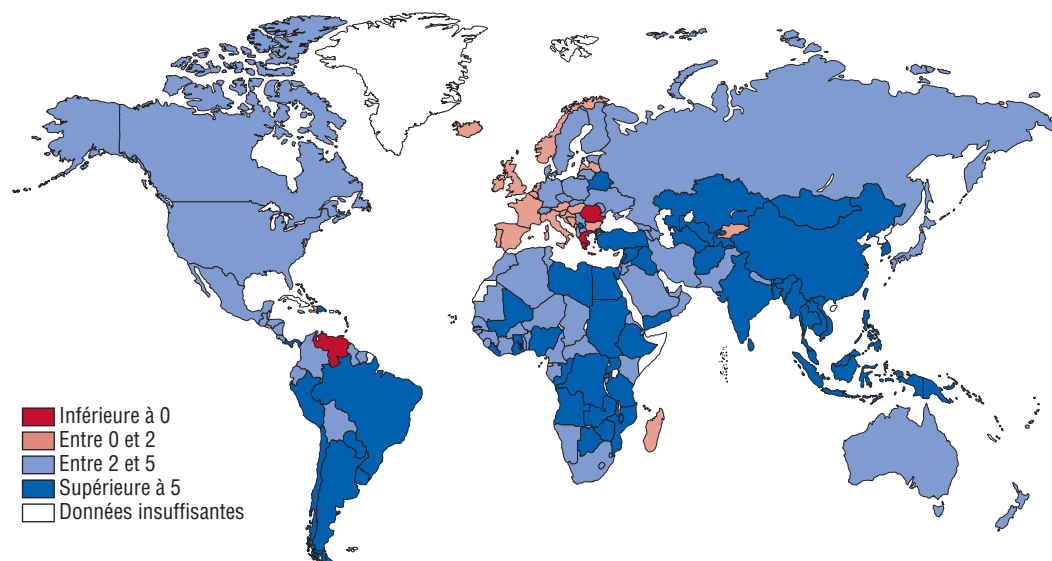 Inférieure à 0
Entre 0 et 2
Entre 2 et 5
Supérieure à 5
Données insuffisantes